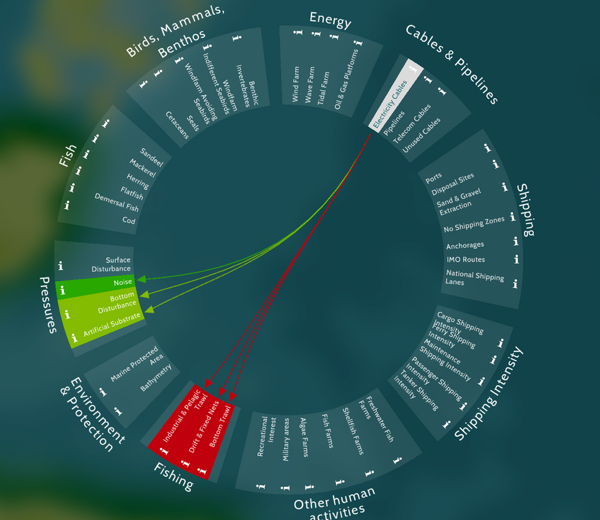 Energy
Wind Farm
Wave Farm
Tidal Farm
Oil & Gas Platforms
Cables & Pipelines
Electricity Cables
Pipelines
Telecom Cables
Unused Cables
Shipping
Ports
Disposal Sites
Sand & Gravel
Extraction
No Shipping Zones
Anchorages
IMO Routes
National Shipping
Lanes
Shipping Intensity
Cargo Shipping
Intensity
Ferry Shipping
Intensity
Maintenance
Shipping Intensity
Passenger Shipping
Intensity
Tanker Shipping
Intensity
Other human
activities
Freshwater Fish
Farms
Shellfish Farms
Fish Farms
Algae Farms
Military areas
Recreational
Interest
Fishing
Bottom Trawl
Drift & Fixed Nets
Industrial & Pelagic
Trawl
Environment
& Protection
Bathymetry
Marine Protected
Area
Pressures
Artificial Substrate
Bottom
Disturbance
Noise
Surface
Disturbance
Fish
Cod
Demersal Fish
Flatfish
Herring
Mackerel
Sandeel
Birds, Mammals,
Benthos
Cetaceans
Seals
Windfarm Avoiding
Seabirds
Windfarm
Indifferent Seabirds
Benthic
Invertebrates